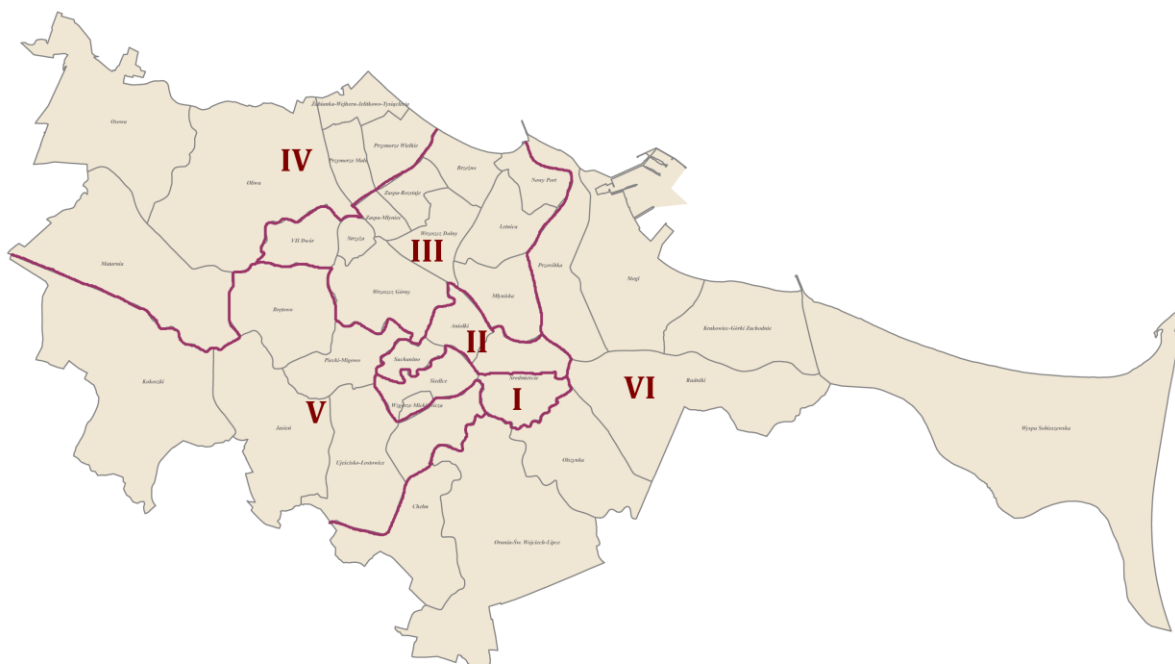 Żabianka-Wejhera-Jelitkowo-Tysiąclecia
Osowa
Przymorze Wielkie
IV
Przymorze Małe
Brzeźno
Oliwa
Nowy Port
Zaspa-Rozstaje
Zaspa-Młyniec
Letnica
VII Dwór
Strzyża
Wrzeszcz Dolny
III
Matarnia
Przeróbka
Stogi
Wrzeszcz Górny
Młyniska
Brętowo
Aniołki
Krakowiec-Górki Zachodnie
II
Piecki-Migowo
Suchanino
Kokoszki
Siedlce
Śródmieście
Rudniki
VI
I
V
Wzgórze Mickiewicza
Jasień
Wyspa Sobieszewska
Ujeścisko-Łostowice
Olszynka
Chełm
Orunia-Św. Wojciech-Lipce